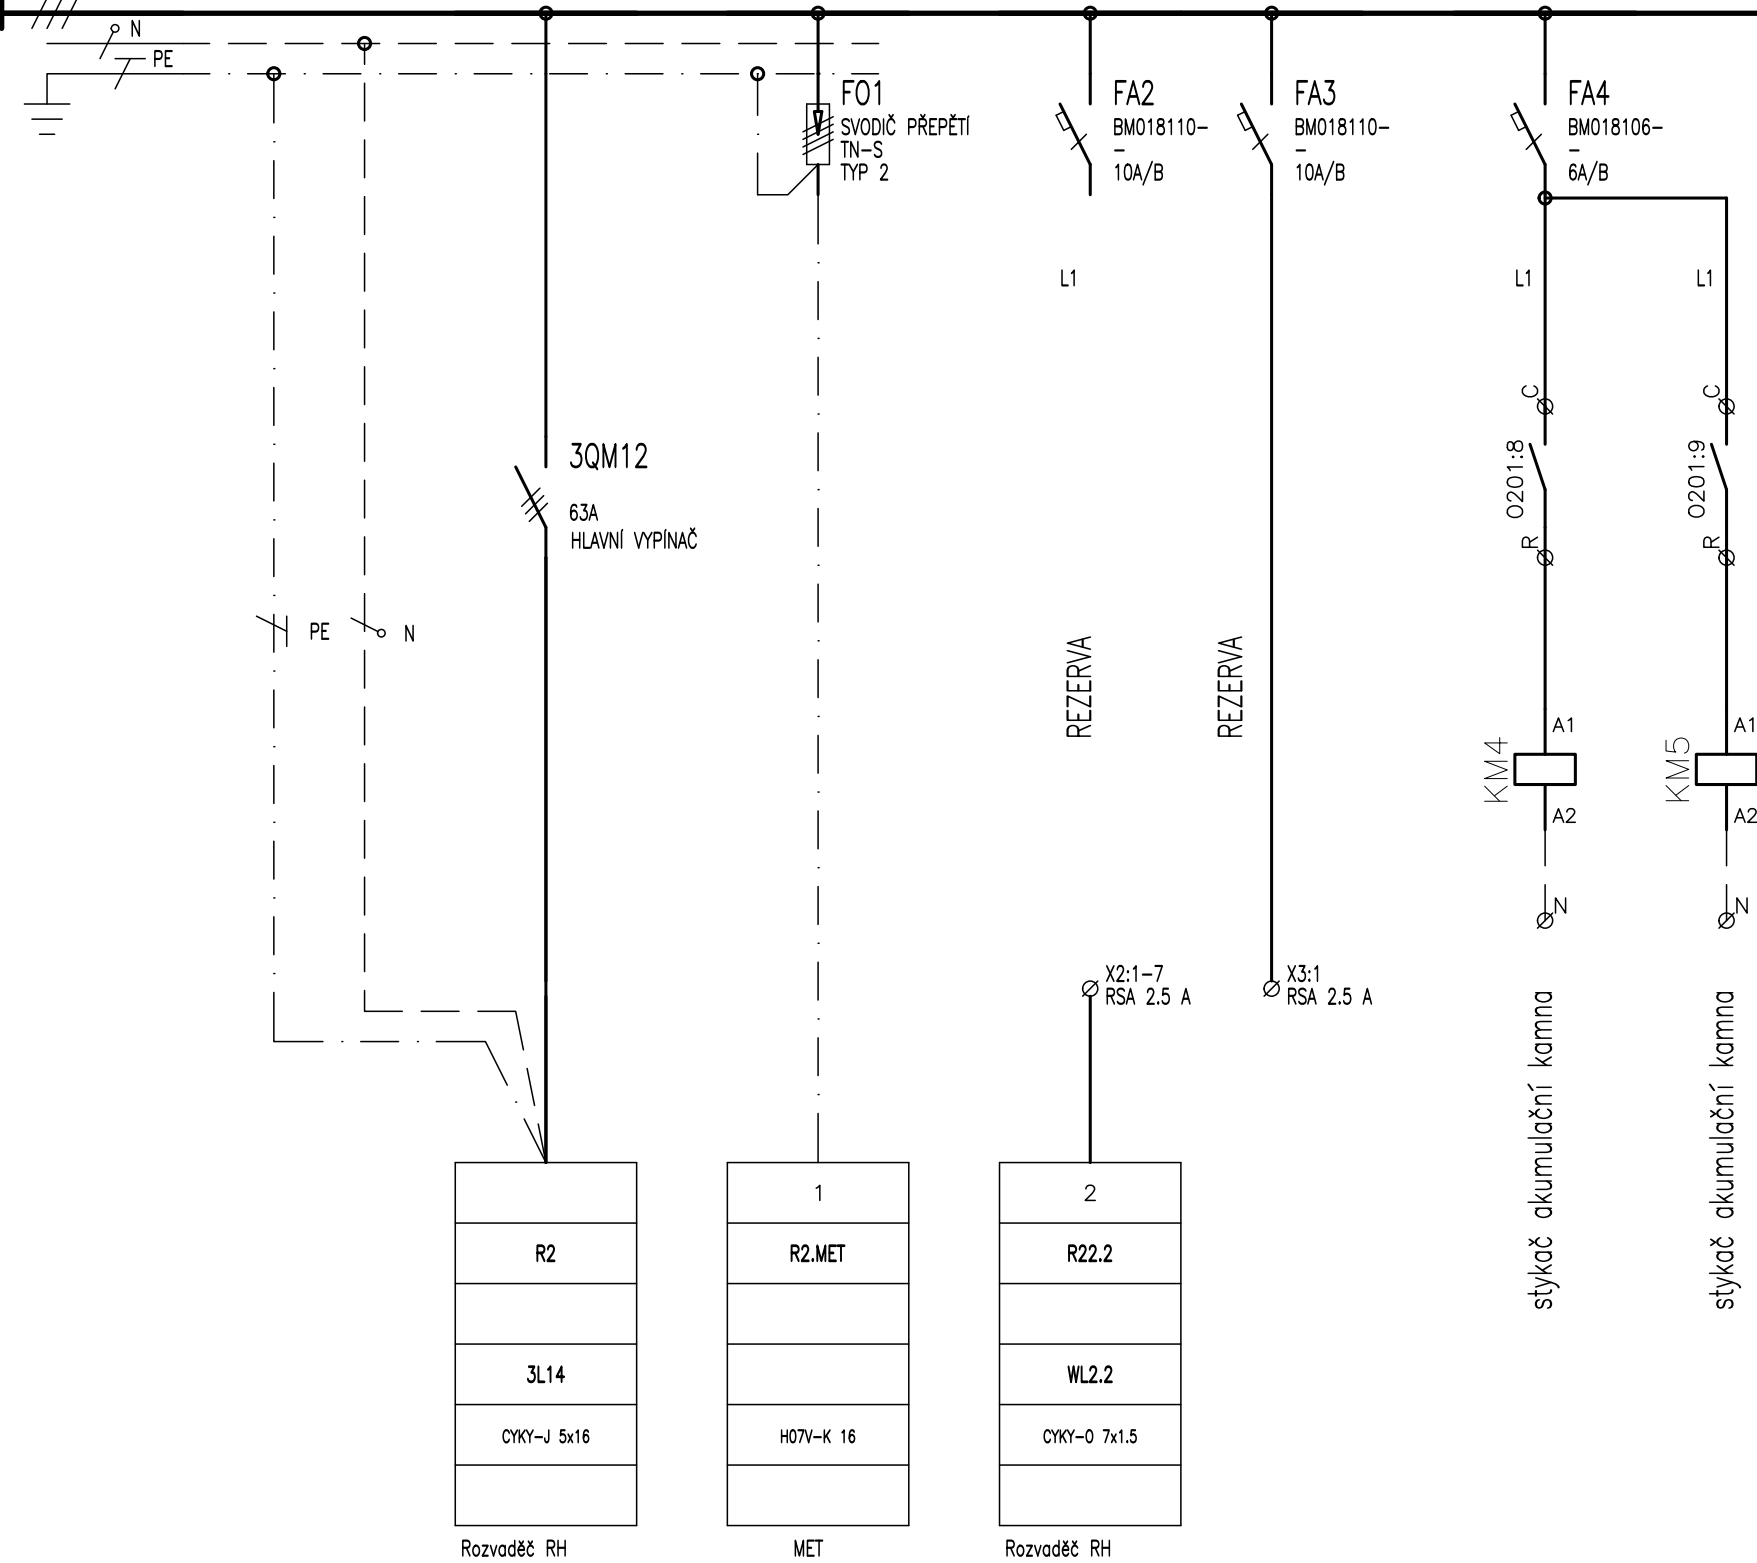 N
PE
FO1
SVODIČ PŘEPĚTÍ
TN-S
TYP 2
FA2
BM018110-
-
10A/B
FA3
BM018110-
-
10A/B
FA4
BM018106-
-
6A/B
L1
L1
L1
C
C
3QM12
63A
HLAVNÍ VYPÍNAČ
O201:8
O201:9
R
R
PE
N
REZERVA
REZERVA
A1
A1
KM4
KM5
A2
A2
N
N
X2:1-7
RSA 2.5 A
X3:1
RSA 2.5 A
stykač akumulační kamna
stykač akumulační kamna
1
2
R2
R2.MET
R22.2
3L14
WL2.2
CYKY-J 5x16
H07V-K 16
CYKY-O 7x1.5
Rozvaděč RH
MET
Rozvaděč RH